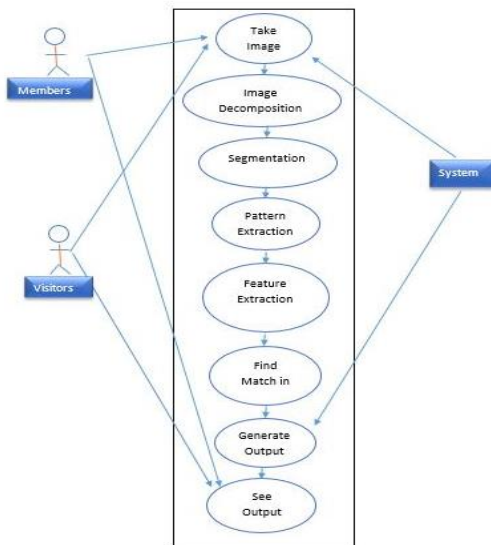 Take
Image
Members
Image
Decomposition
Segmentation
System
Pattern
Extraction
Visitors
Feature
Extraction
Find
Match in
Generate
Output
See
Output